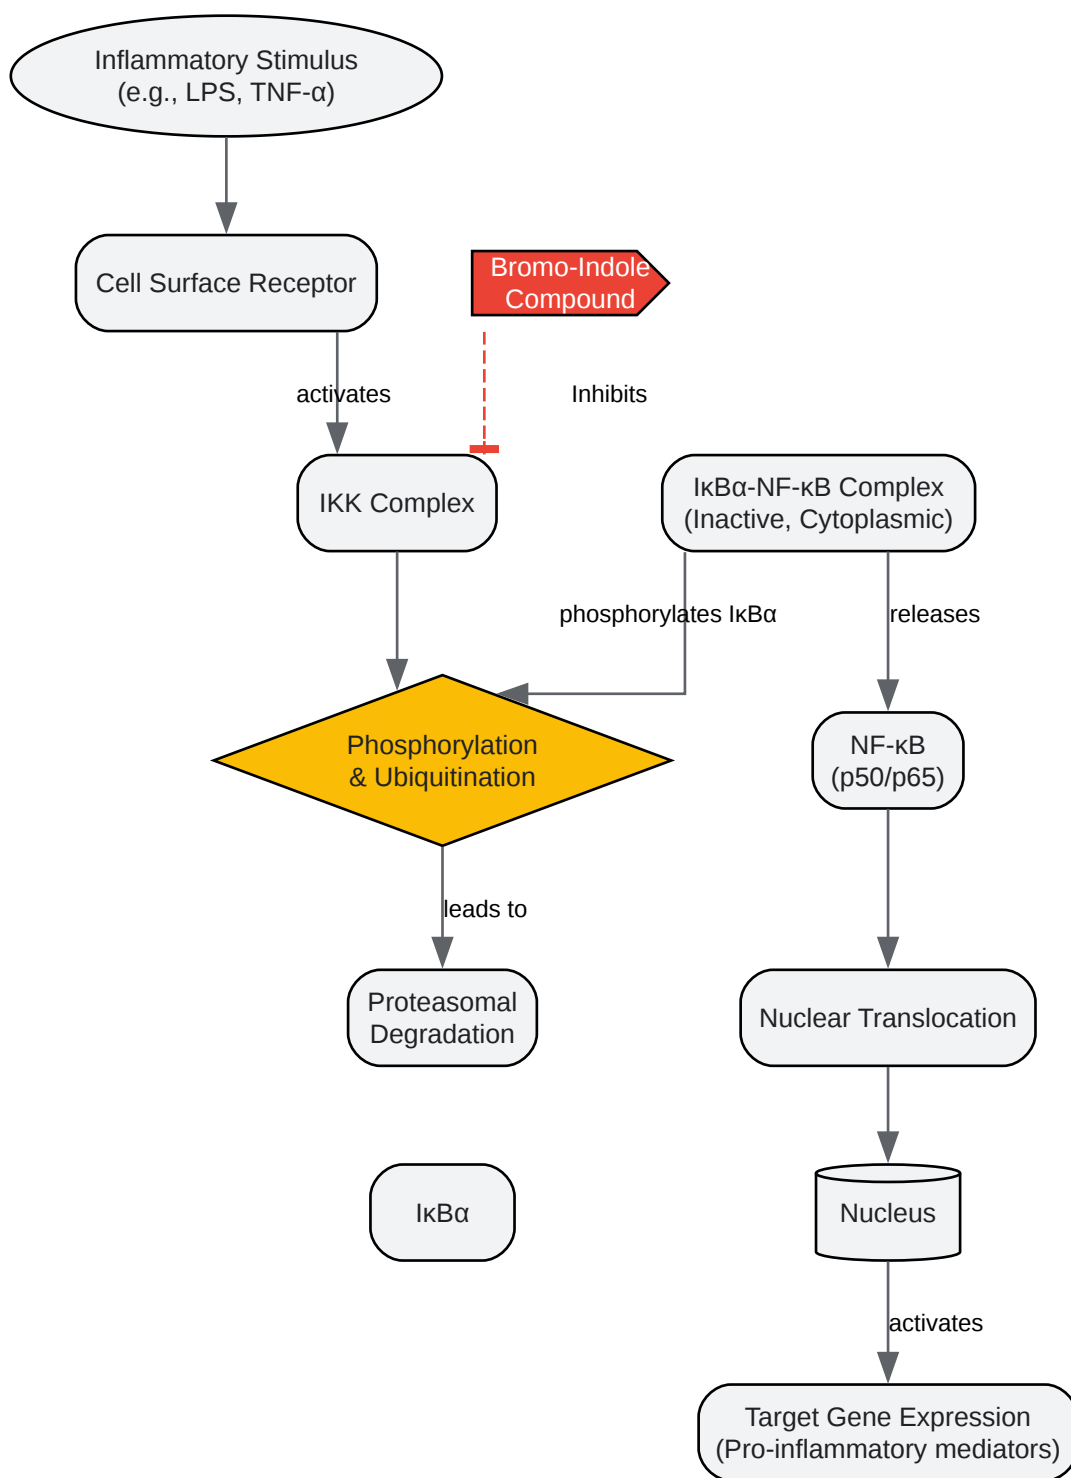 Inflammatory Stimulus
(e.g., LPS, TNF-α)
Cell Surface Receptor
Bromo-Indole
Compound
activates
Inhibits
IKK Complex
IκBα-NF-κB Complex
(Inactive, Cytoplasmic)
phosphorylates IκBα
releases
Phosphorylation
& Ubiquitination
NF-κB
(p50/p65)
leads to
Proteasomal
Degradation
Nuclear Translocation
IκBα
Nucleus
activates
Target Gene Expression
(Pro-inflammatory mediators)